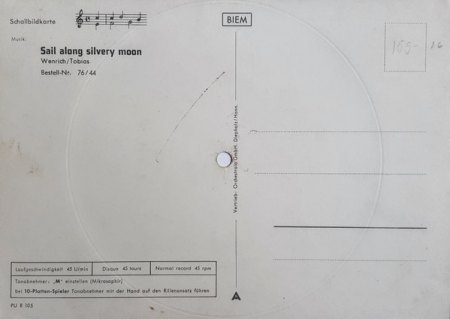 Schallbildkarte
BIEM
Musik:
Sail along silvery moon
Wenrich/Tobias
Bestell-Nr. 76/44
Laufgeschwindigkeit 45 U/min
Disque 45 tours
Normal record 45 rpm
Tonabnehmer: „M" einstellen (Mikrosaphir)
Bei 10-Platten-Spieler Tonabnehmer mit der Hand auf den Rillenansatz führen
PU R 105
A